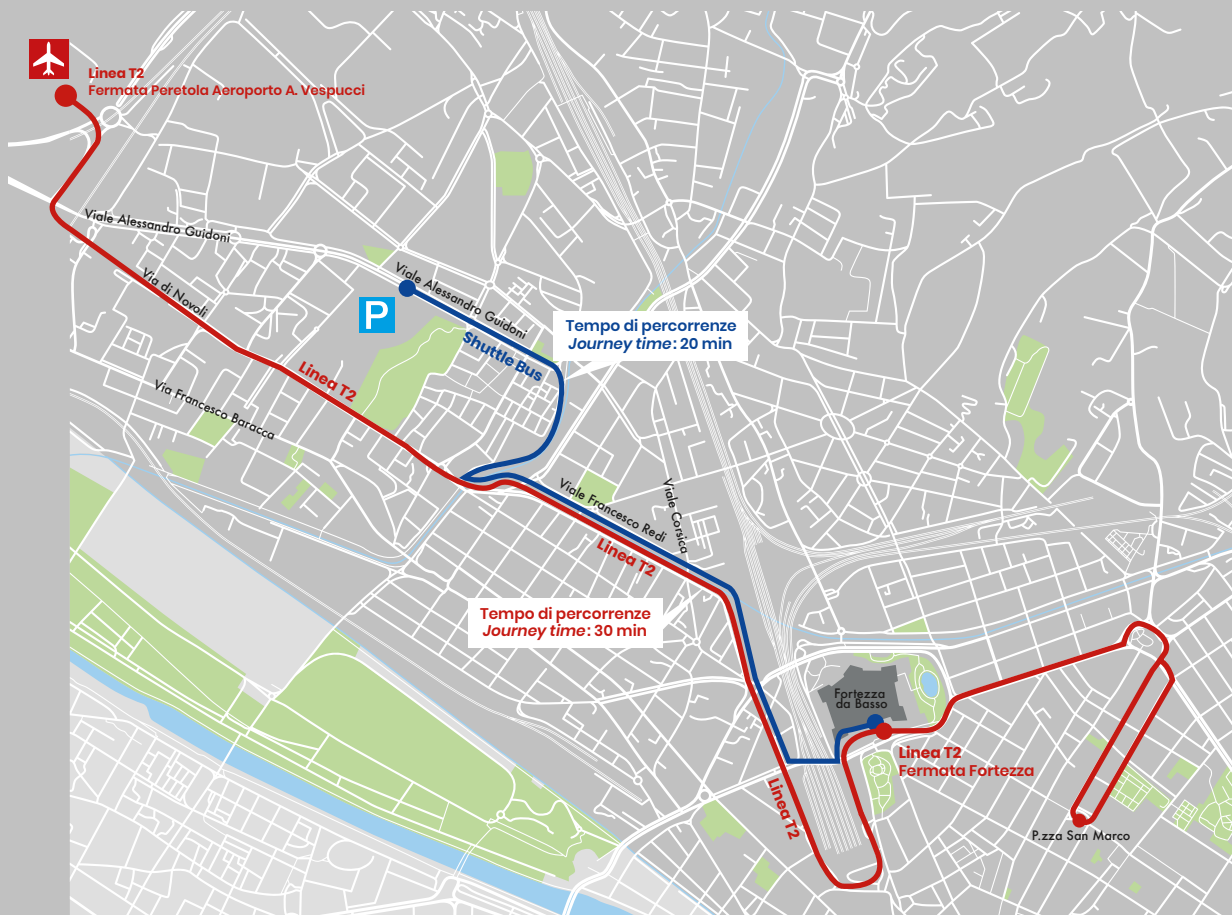 Linea T2
Fermata Peretola Aeroporto A. Vespucci
Viale Alessandro Guidoni
Via di Novoli
Viale Alessandro Guidoni
P
Shuttle Bus
Tempo di percorrenze
Journey time: 20 min
Linea T2
Via Francesco Baracca
Viale Francesco Redi
Viale Corsica
Linea T2
Tempo di percorrenze
Journey time: 30 min
Fortezza
da Basso
Linea T2
Fermata Fortezza
Linea T2
P.zza San Marco